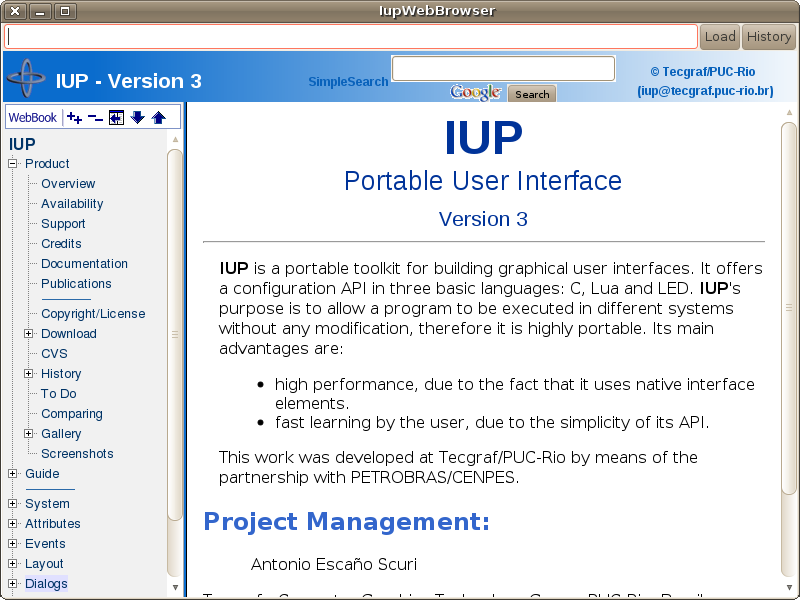 IupWebBrowser
Load History
IUP - Version 3
SimpleSearch
Google Search
© Tecgraf/PUC-Rio
(iup@tecgraf.puc-rio.br)
WebBook
IUP
Product
Overview
Availability
Support
Credits
Documentation
Publications
Copyright/License
Download
CVS
History
To Do
Comparing
Gallery
Screenshots
Guide
System
Attributes
Events
Layout
Dialogs
IUP
Portable User Interface
Version 3
IUP is a portable toolkit for building graphical user interfaces. It offers
a configuration API in three basic languages: C, Lua and LED. IUP's
purpose is to allow a program to be executed in different systems
without any modification, therefore it is highly portable. Its main
advantages are:
• high performance, due to the fact that it uses native interface
elements.
• fast learning by the user, due to the simplicity of its API.
This work was developed at Tecgraf/PUC-Rio by means of the
partnership with PETROBRAS/CENPES.
Project Management:
Antonio Escaño Scuri